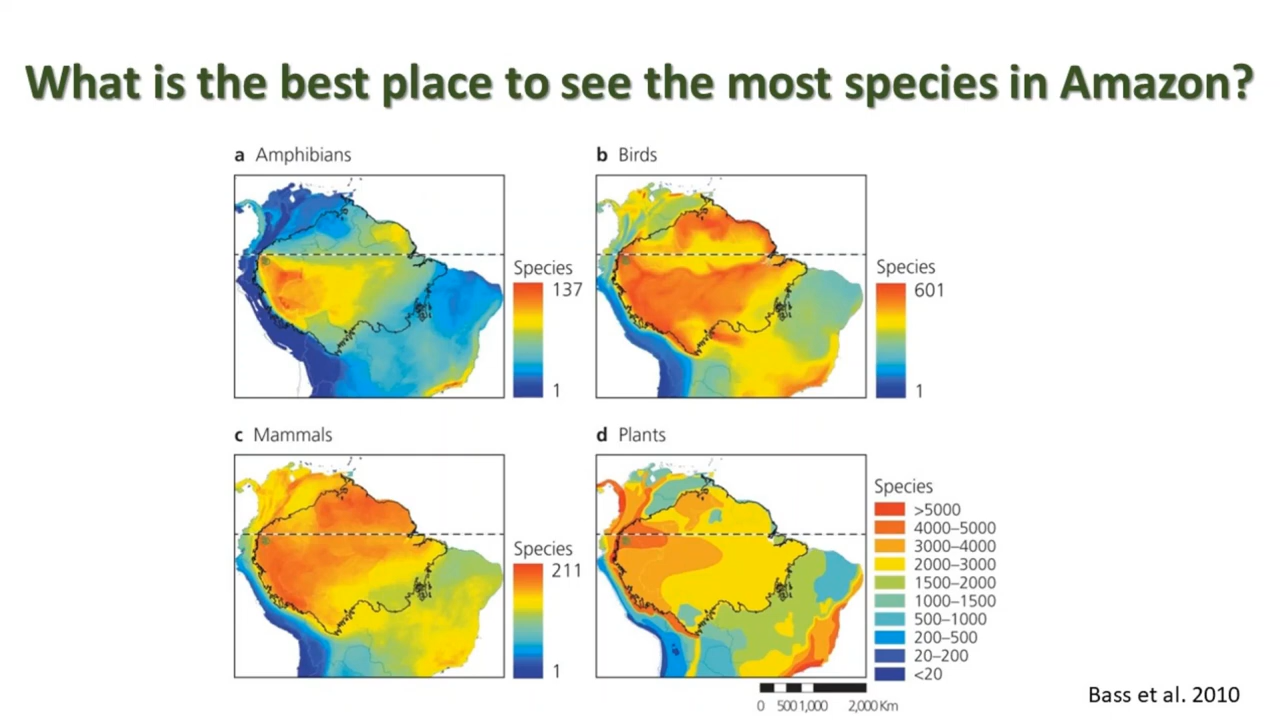 What is the best place to see the most species in Amazon?
a Amphibians
Species
137
1
b Birds
Species
601
1
c Mammals
Species
211
1
d Plants
Species
>5000
4000–5000
3000–4000
2000–3000
1500–2000
1000–1500
500–1000
200–500
20–200
<20
0 500 1,000 2,000 Km
Bass et al. 2010